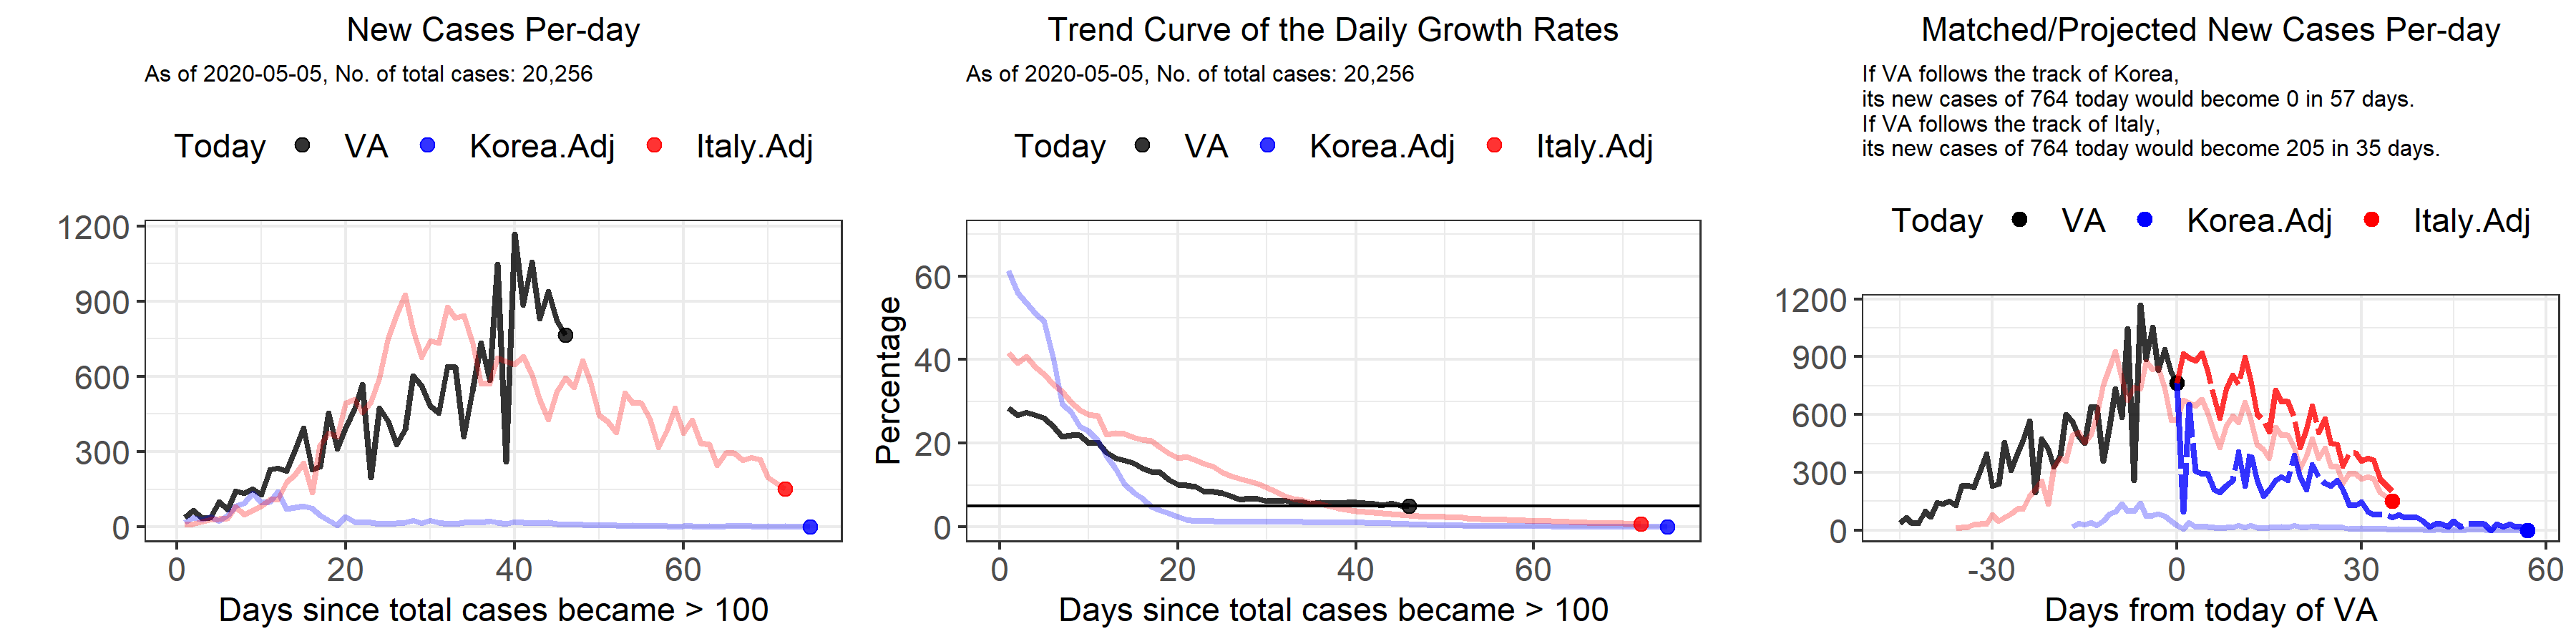 New Cases Per-day
As of 2020-05-05, No. of total cases: 20,256
Today VA Korea.Adj Italy.Adj
1200
900
600
300
0
0 20 40 60
Days since total cases became > 100
Trend Curve of the Daily Growth Rates
As of 2020-05-05, No. of total cases: 20,256
Today VA Korea.Adj Italy.Adj
Percentage
60
40
20
0
0 20 40 60
Days since total cases became > 100
Matched/Projected New Cases Per-day
If VA follows the track of Korea,
its new cases of 764 today would become 0 in 57 days.
If VA follows the track of Italy,
its new cases of 764 today would become 205 in 35 days.
Today VA Korea.Adj Italy.Adj
1200
900
600
300
0
-30 0 30 60
Days from today of VA